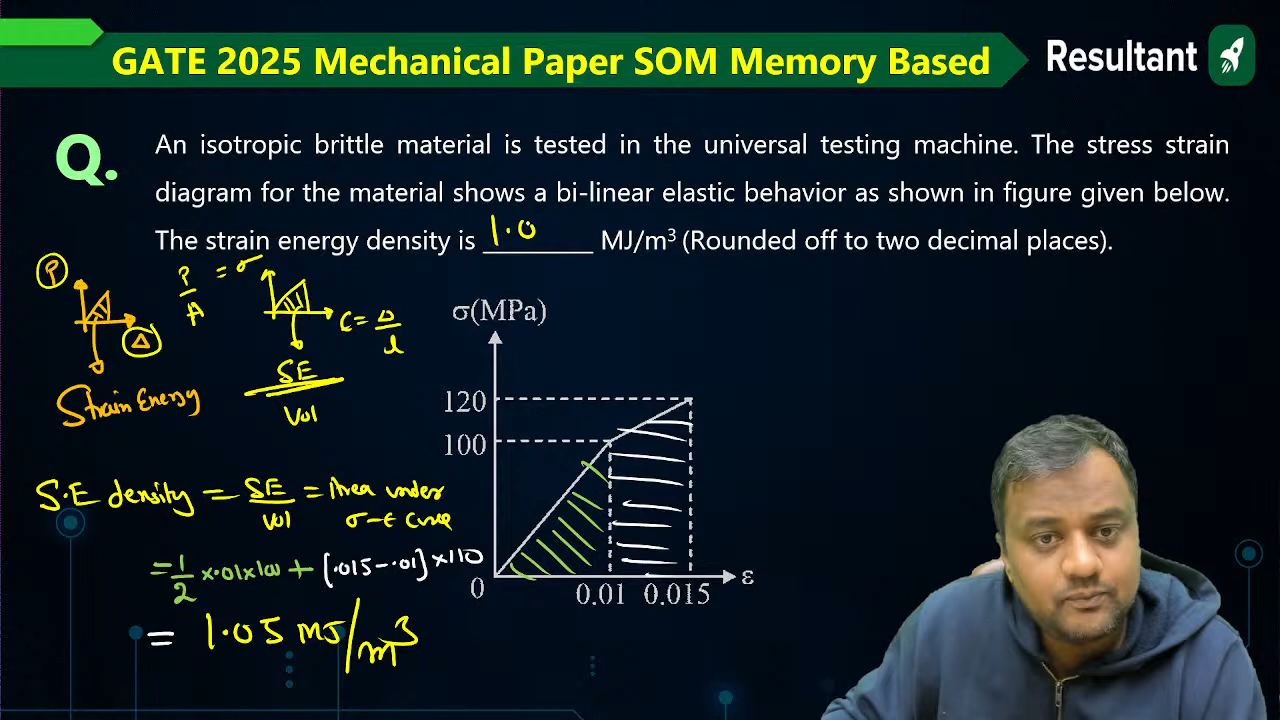 GATE 2025 Mechanical Paper SOM Memory Based
Resultant
Q.
An isotropic brittle material is tested in the universal testing machine. The stress strain
diagram for the material shows a bi-linear elastic behavior as shown in figure given below.
The strain energy density is 1.0 MJ/m³ (Rounded off to two decimal places).
P
Δ
Strain Energy
P/A = σ
ϵ = Δ/l
SE/Vol
S.E density = SE/Vol = Area under
σ-ϵ Curve
= 1/2 x.01x100 + [.015-.01]x110
= 1.05 MJ/m³
σ(MPa)
120
100
0
0.01
0.015
ε